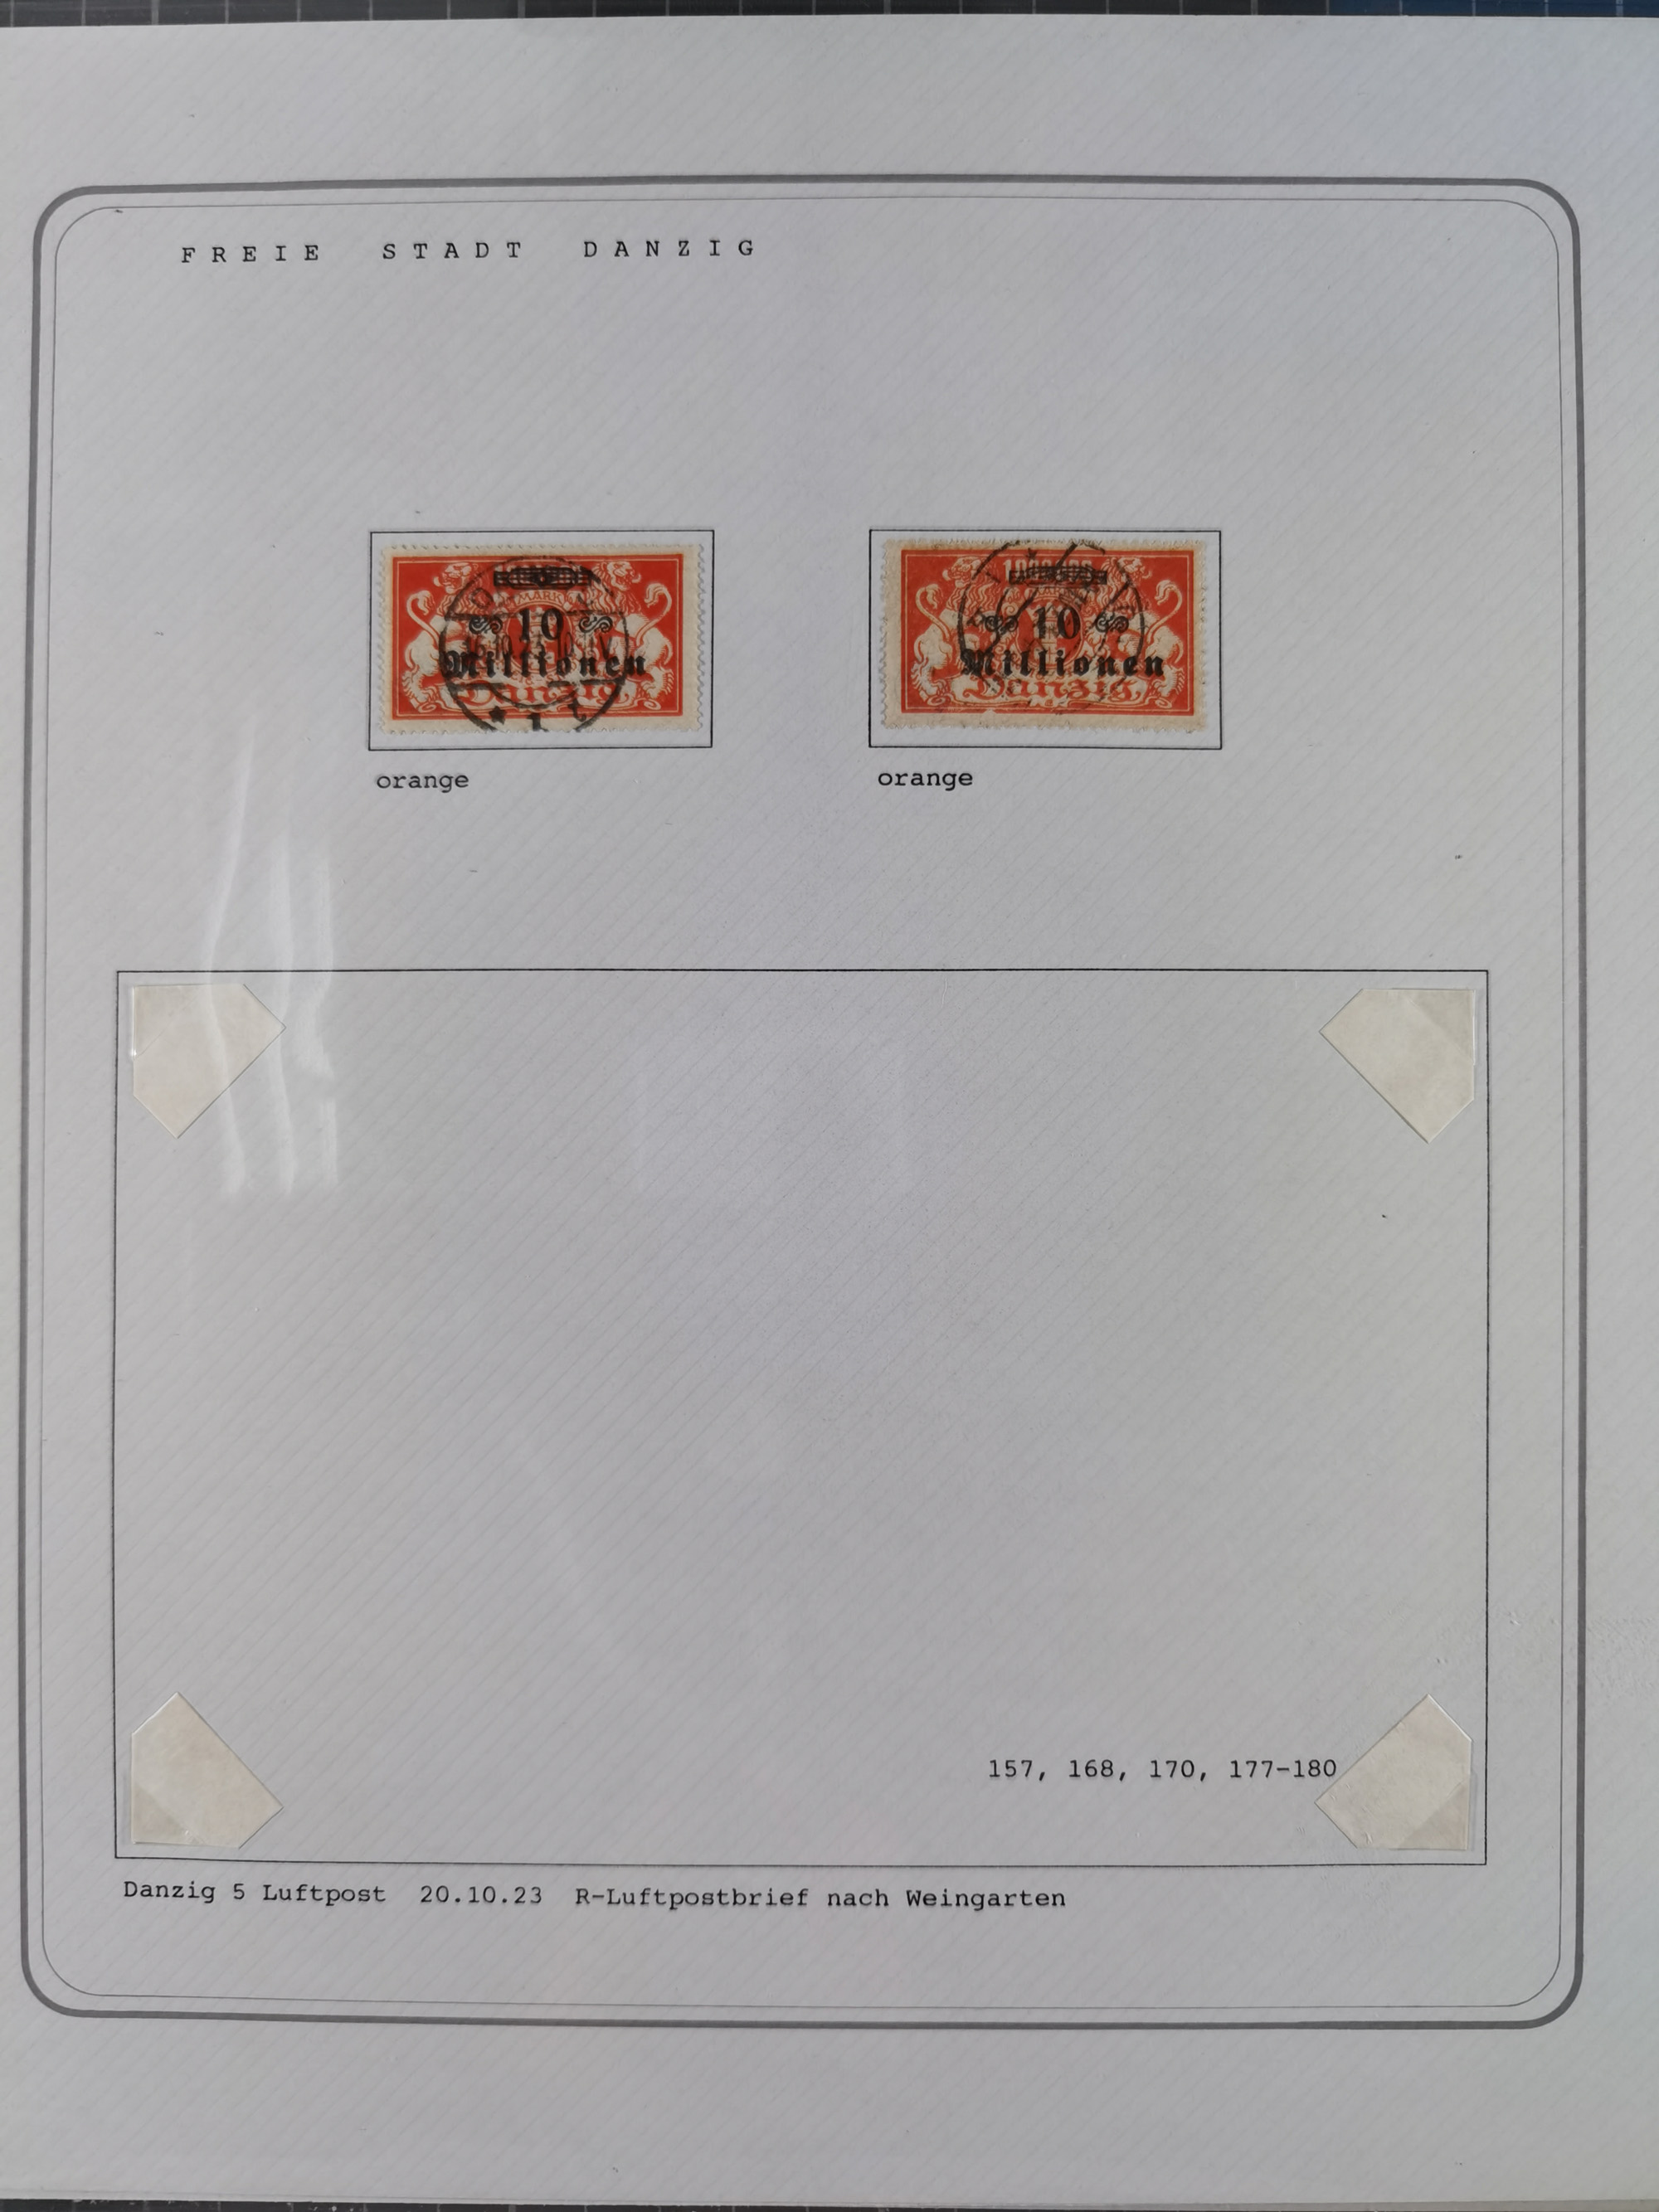 FREIE STADT DANZIG
10
Millionen
Danzig
10
Millionen
Danzig
orange
orange
157, 168, 170, 177-180
Danzig 5 Luftpost 20.10.23 R-Luftpostbrief nach Weingarten